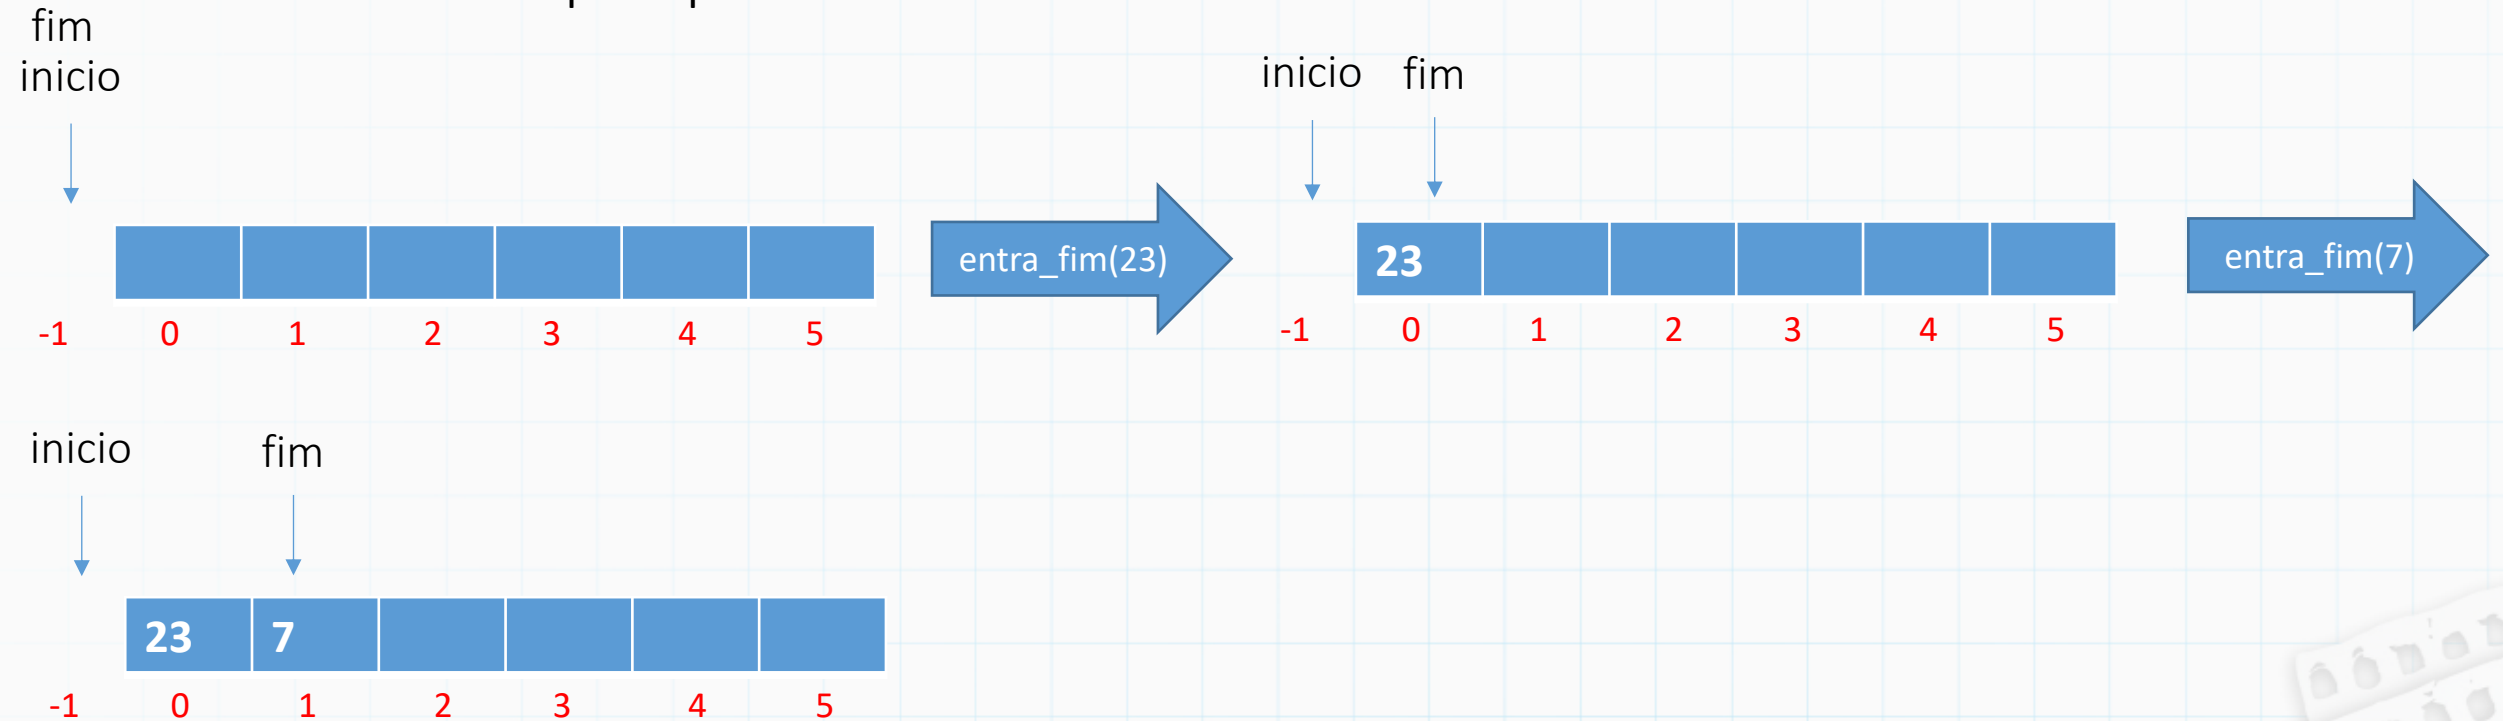 fim
inicio
-1 0 1 2 3 4 5
entra_fim(23)
inicio fim
23
-1 0 1 2 3 4 5
entra_fim(7)
inicio fim
23 7
-1 0 1 2 3 4 5